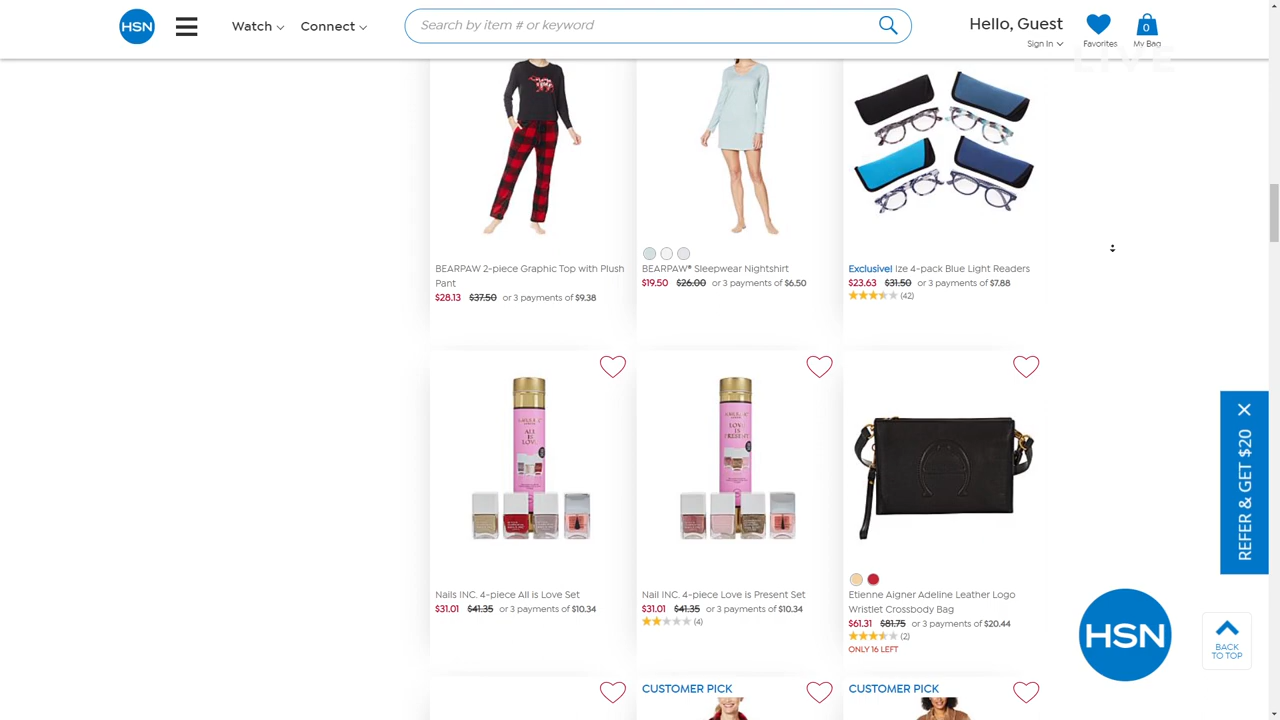 HSN
Watch
Connect
Search by item # or keyword
Hello, Guest
Sign In
Favorites
0
My Bag
LIVE
BEARPAW 2-piece Graphic Top with Plush
Pant
$28.13 $37.50 or 3 payments of $9.38
BEARPAW® Sleepwear Nightshirt
$19.50 $26.00 or 3 payments of $6.50
Exclusive! Ize 4-pack Blue Light Readers
$23.63 $31.50 or 3 payments of $7.88
(42)
REFER & GET $20
ALL
IS
LOVE
LOVE
IS
PRESENT
Nails INC. 4-piece All is Love Set
$31.01 $41.35 or 3 payments of $10.34
Nail INC. 4-piece Love is Present Set
$31.01 $41.35 or 3 payments of $10.34
(4)
Etienne Aigner Adeline Leather Logo
Wristlet Crossbody Bag
$61.31 $81.75 or 3 payments of $20.44
(2)
ONLY 16 LEFT
HSN
BACK
TO TOP
CUSTOMER PICK
CUSTOMER PICK